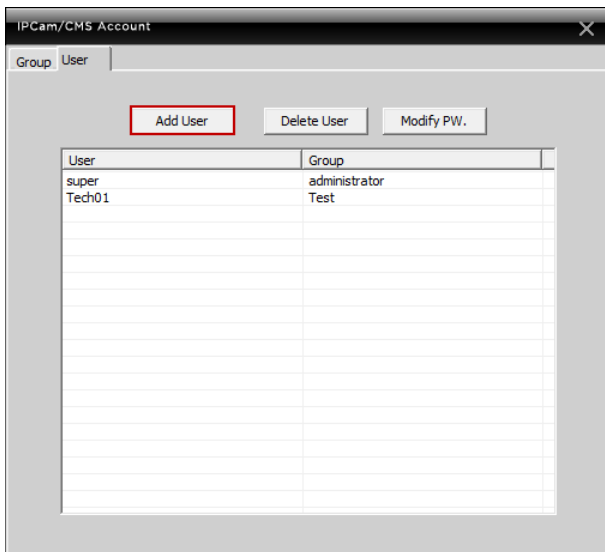 IPCam/CMS Account
Group User
Add User Delete User Modify PW.
User Group
super administrator
Tech01 Test